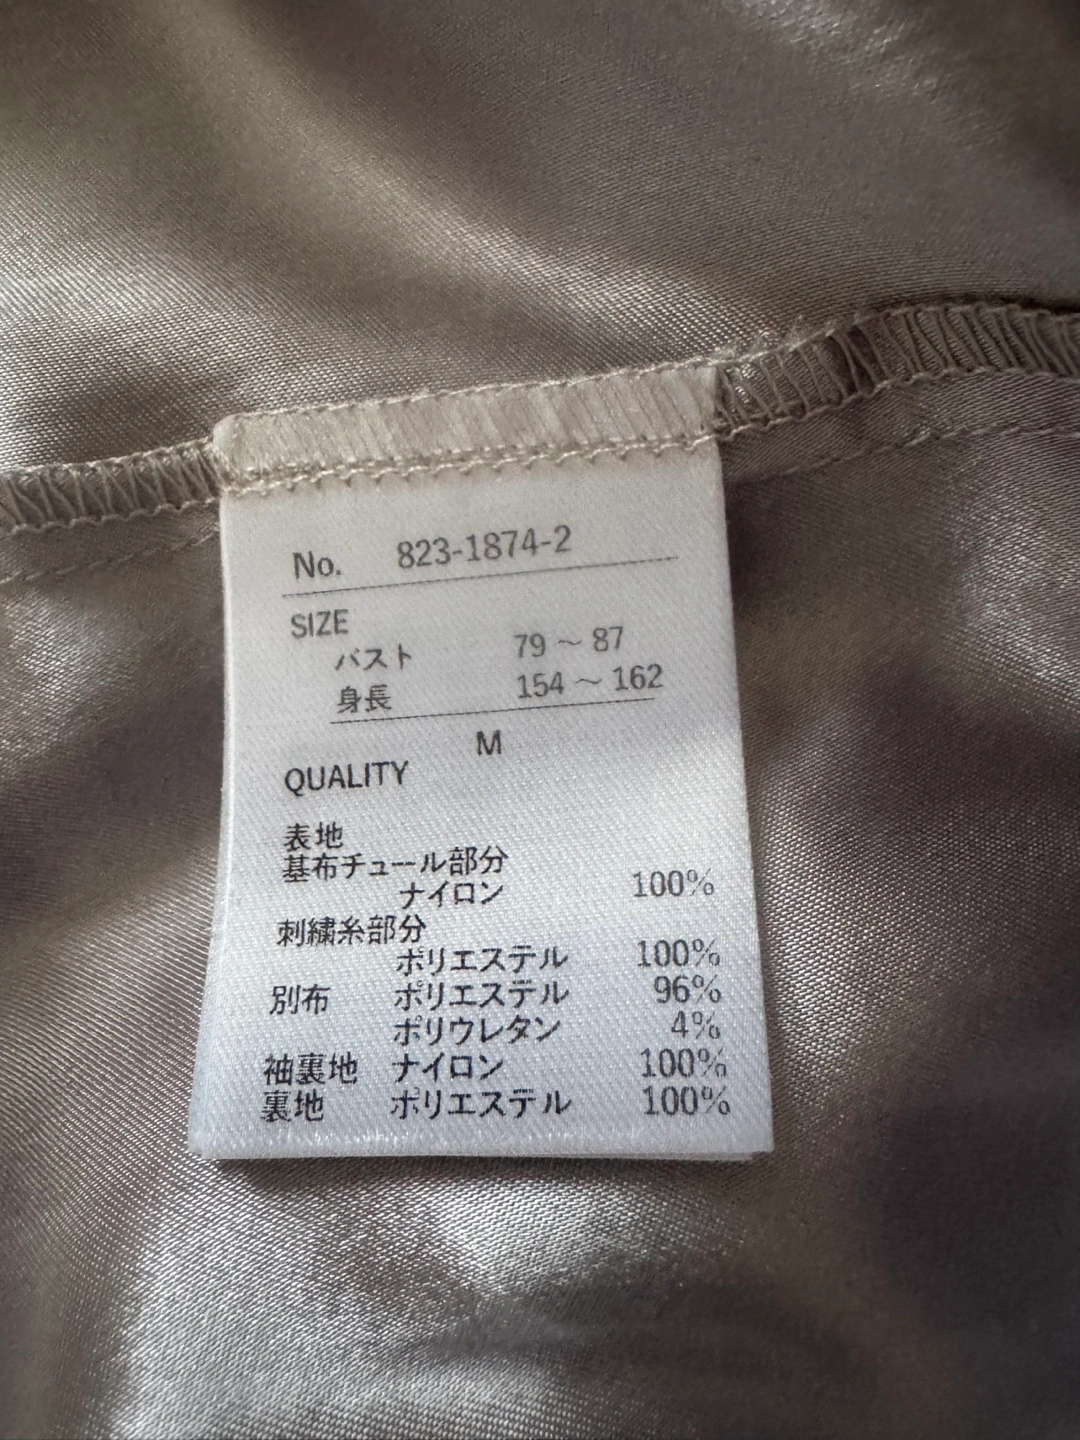 No. 823-1874-2
SIZE
バスト 79～87
身長 154～162
M
QUALITY
表地
基布チュール部分
ナイロン 100%
刺繍糸部分
ポリエステル 100%
別布 ポリエステル 96%
ポリウレタン 4%
袖裏地 ナイロン 100%
裏地 ポリエステル 100%